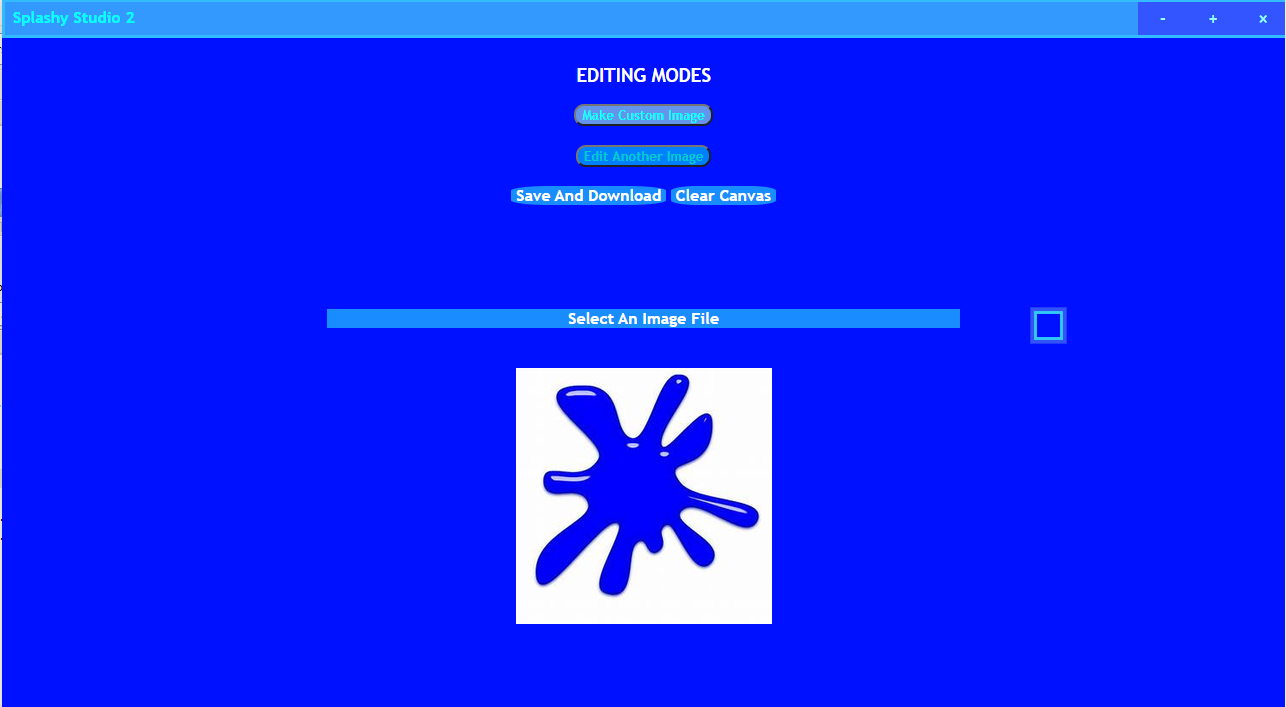 Splashy Studio 2 - + ×
EDITING MODES
Make Custom Image
Edit Another Image
Save And Download Clear Canvas
Select An Image File